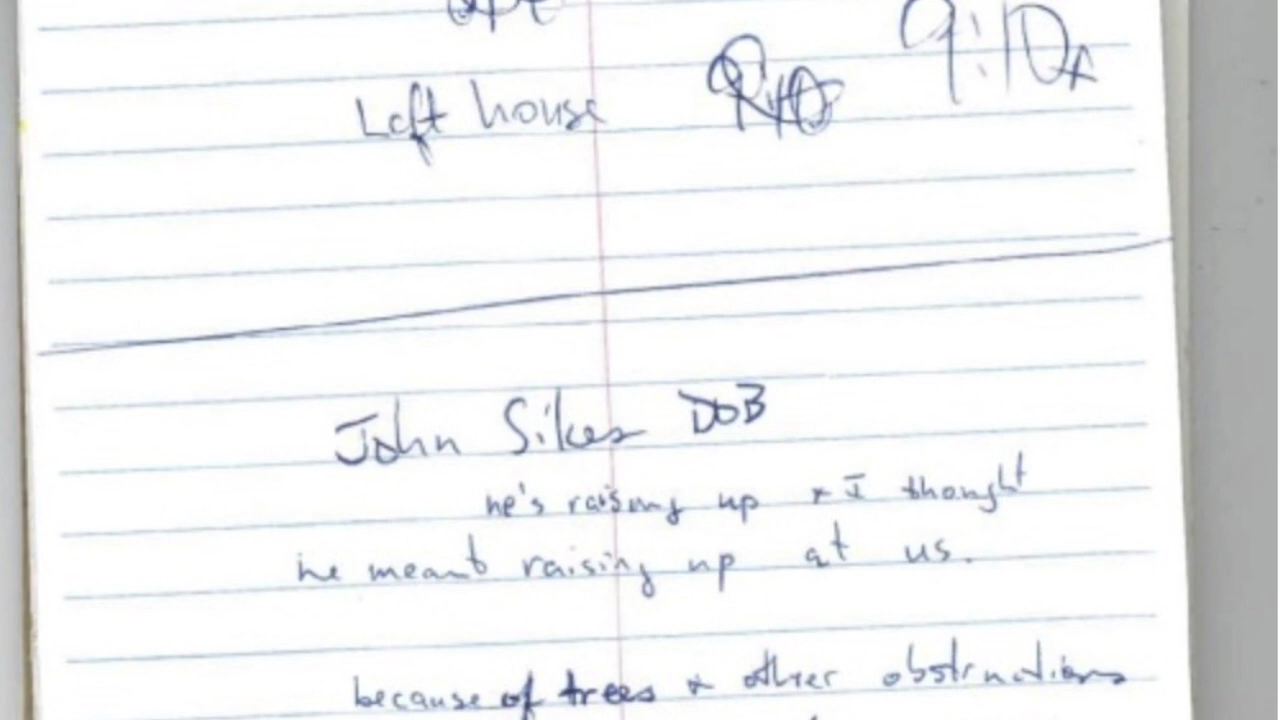 Left house 9:10A
John Sikes DOB
he's raising up & I thought
he meant raising up at us.
because of trees & other obstructions